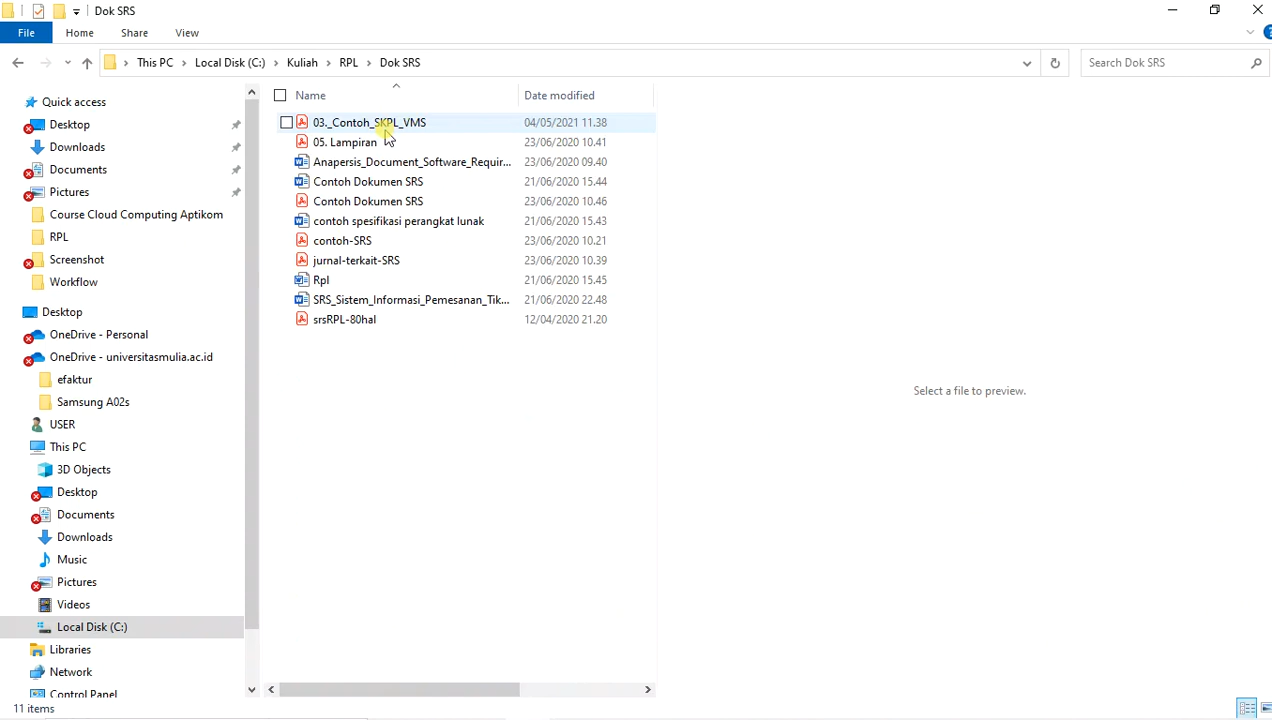 Dok SRS
File Home Share View
This PC Local Disk (C:) Kuliah RPL Dok SRS
Search Dok SRS
Quick access
Desktop
Downloads
Documents
Pictures
Course Cloud Computing Aptikom
RPL
Screenshot
Workflow
Desktop
OneDrive - Personal
OneDrive - universitasmulia.ac.id
efaktur
Samsung A02s
USER
This PC
3D Objects
Desktop
Documents
Downloads
Music
Pictures
Videos
Local Disk (C:)
Libraries
Network
Control Panel
Name Date modified
03._Contoh_SKPL_VMS 04/05/2021 11.38
05. Lampiran 23/06/2020 10.41
Anapersis_Document_Software_Requir... 23/06/2020 09.40
Contoh Dokumen SRS 21/06/2020 15.44
Contoh Dokumen SRS 23/06/2020 10.46
contoh spesifikasi perangkat lunak 21/06/2020 15.43
contoh-SRS 23/06/2020 10.21
jurnal-terkait-SRS 23/06/2020 10.39
Rpl 21/06/2020 15.45
SRS_Sistem_Informasi_Pemesanan_Tik... 21/06/2020 22.48
srsRPL-80hal 12/04/2020 21.20
Select a file to preview.
11 items